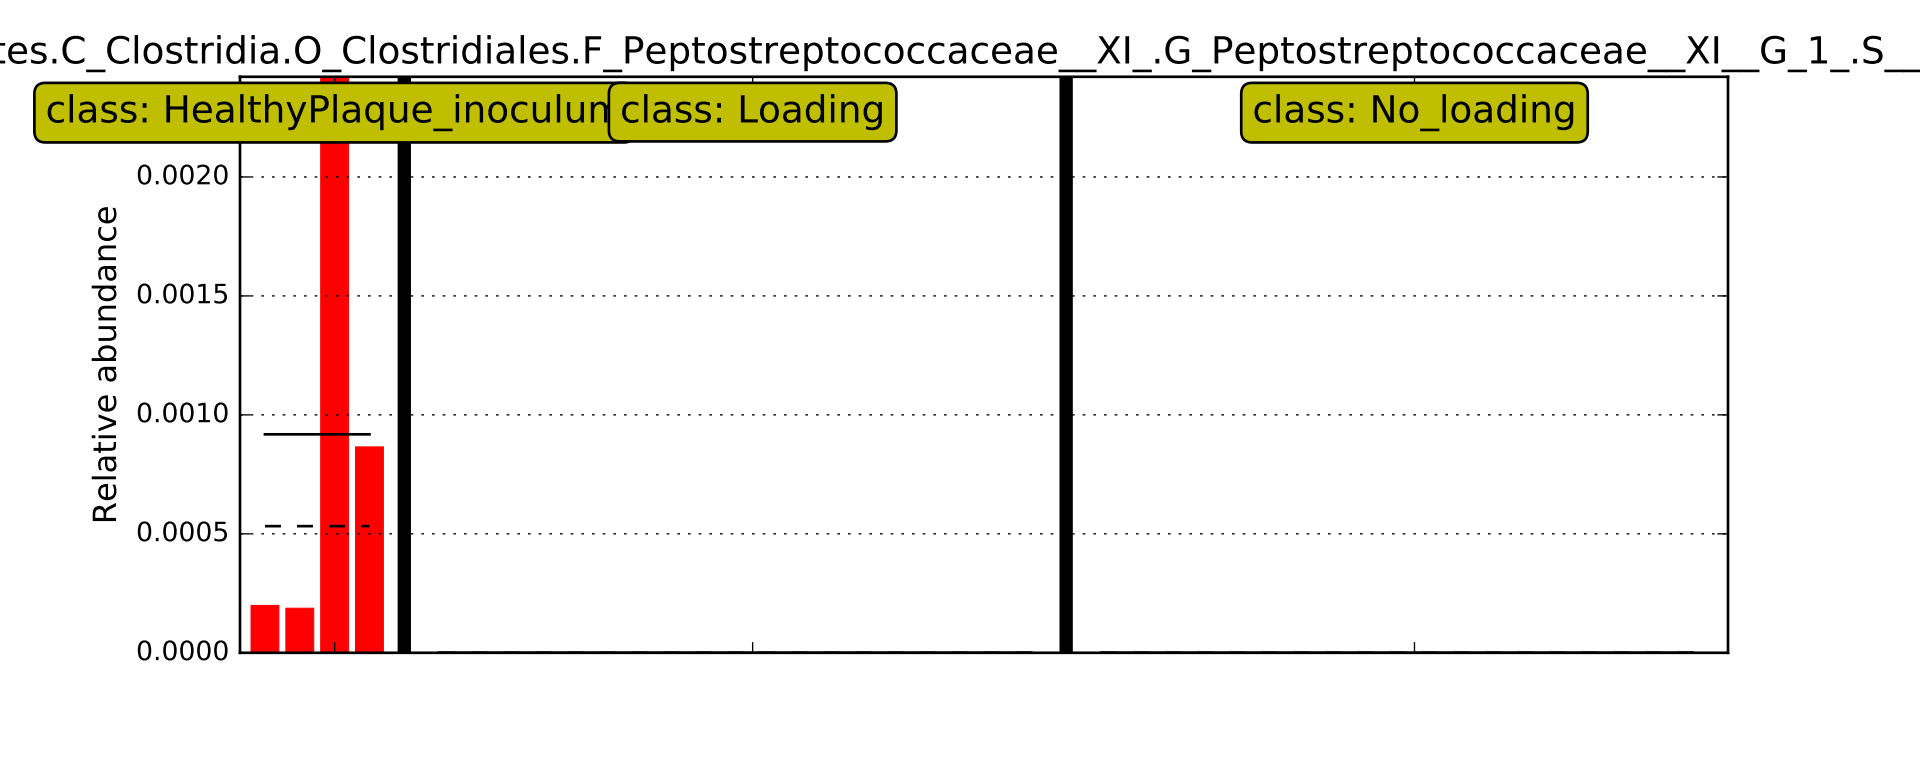 tes.C_Clostridia.O_Clostridiales.F_Peptostreptococcaceae__XI_.G_Peptostreptococcaceae__XI__G_1_.S__
class: HealthyPlaque_inoculum
class: Loading
class: No_loading
Relative abundance
0.0020
0.0015
0.0010
0.0005
0.0000